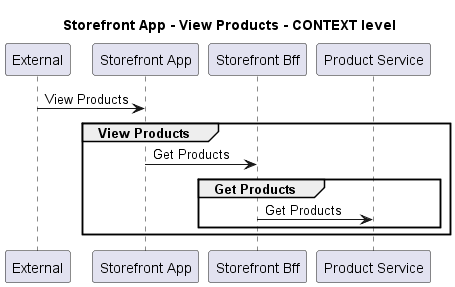 Storefront App - View Products - CONTEXT level
External
Storefront App
Storefront Bff
Product Service
View Products
View Products
Get Products
Get Products
Get Products
External
Storefront App
Storefront Bff
Product Service